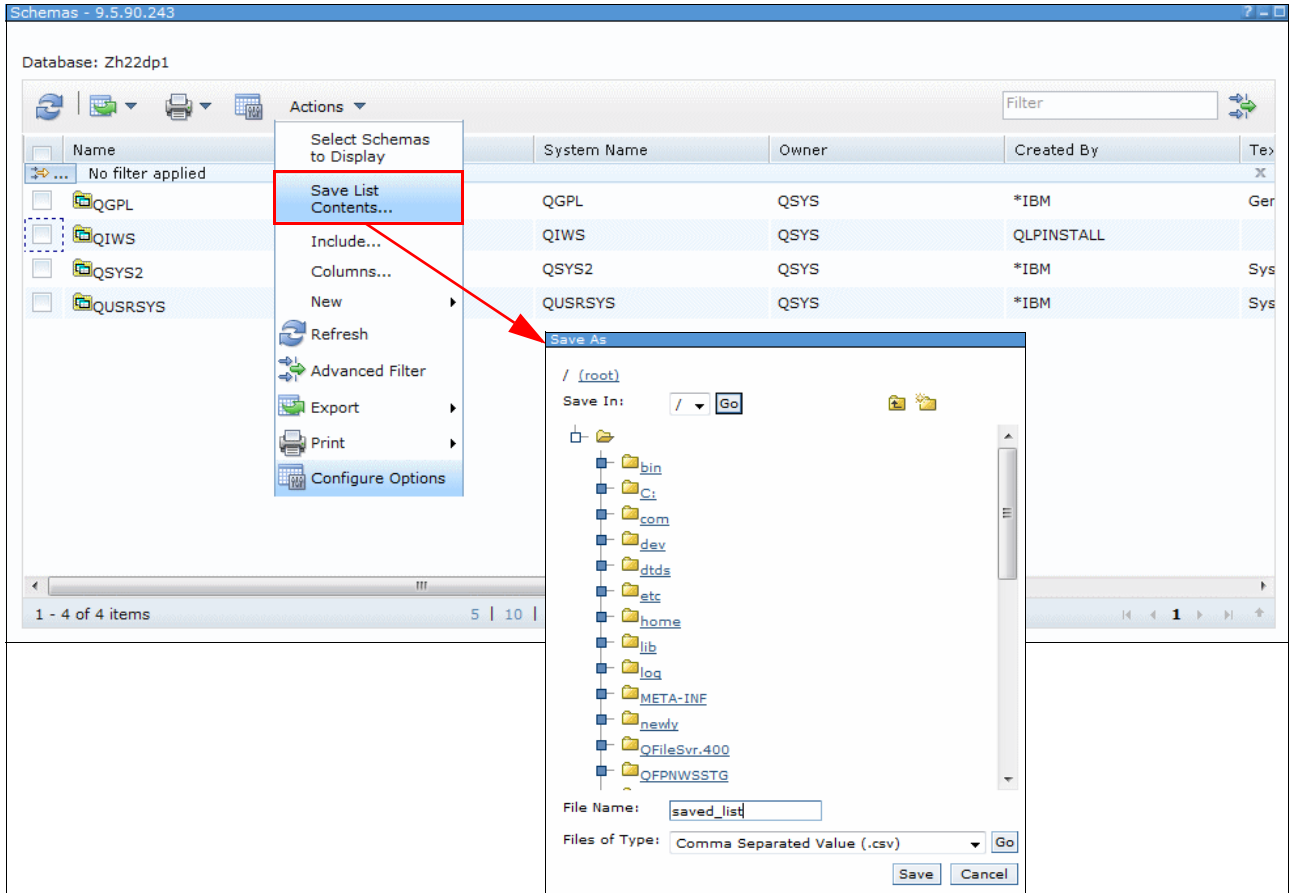 Schemas - 9.5.90.243
Database: Zh22dp1
Actions
Filter
Name
System Name
Owner
Created By
No filter applied
QGPL
QGPL
QSYS
*IBM
Ger
QIWS
QIWS
QSYS
QLPINSTALL
QSYS2
QSYS2
QSYS
*IBM
Sys
QUSRSYS
QUSRSYS
QSYS
*IBM
Sys
1 - 4 of 4 items
5 | 10 |
1
Select Schemas
to Display
Save List
Contents...
Include...
Columns...
New
Refresh
Advanced Filter
Export
Print
Configure Options
Save As
/ (root)
Save In:
/
Go
bin
C:
com
dev
dtds
etc
home
lib
log
META-INF
newly
QFileSvr.400
QFPNWSSTG
File Name:
saved_list
Files of Type:
Comma Separated Value (.csv)
Go
Save
Cancel